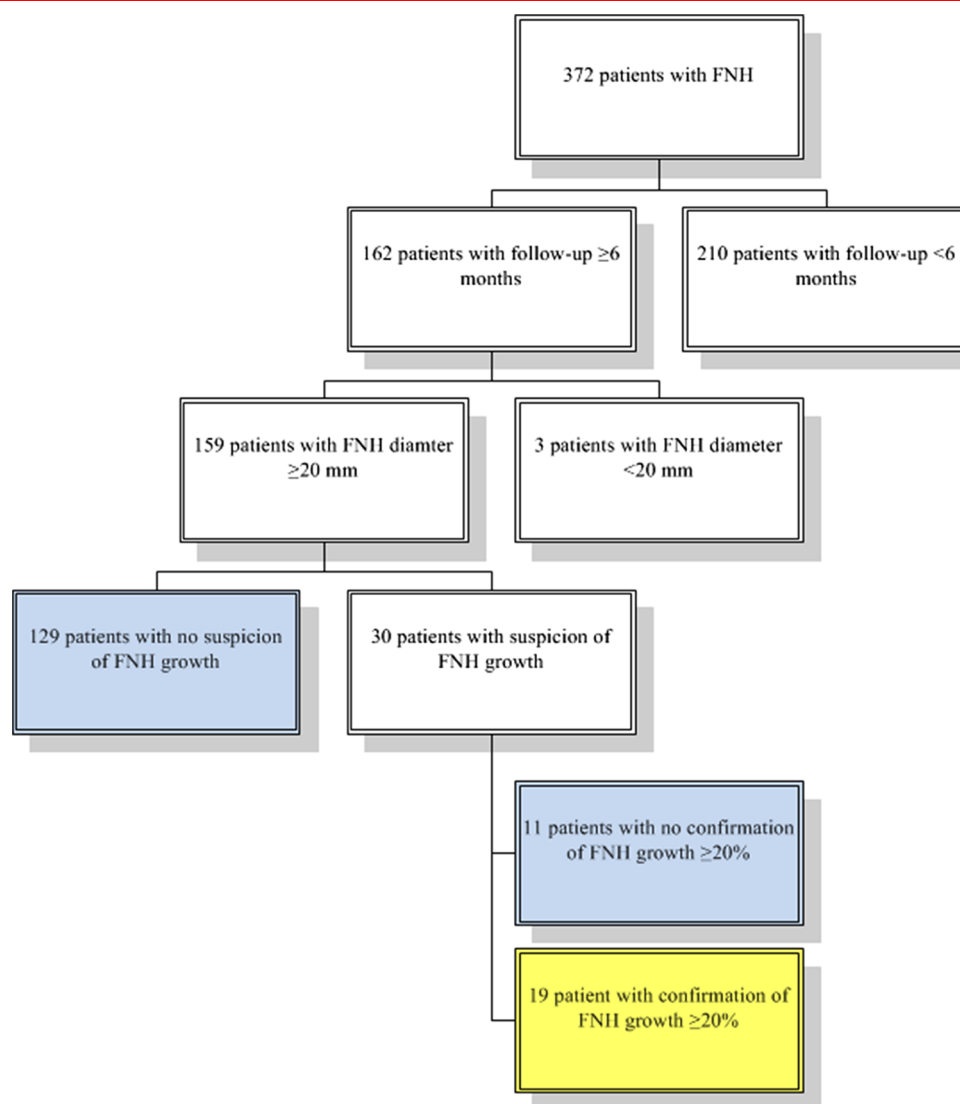 372 patients with FNH
162 patients with follow-up ≥6
months
210 patients with follow-up <6
months
159 patients with FNH diamter
≥20 mm
3 patients with FNH diameter
<20 mm
129 patients with no suspicion
of FNH growth
30 patients with suspicion of
FNH growth
11 patients with no confirmation
of FNH growth ≥20%
19 patient with confirmation of
FNH growth ≥20%